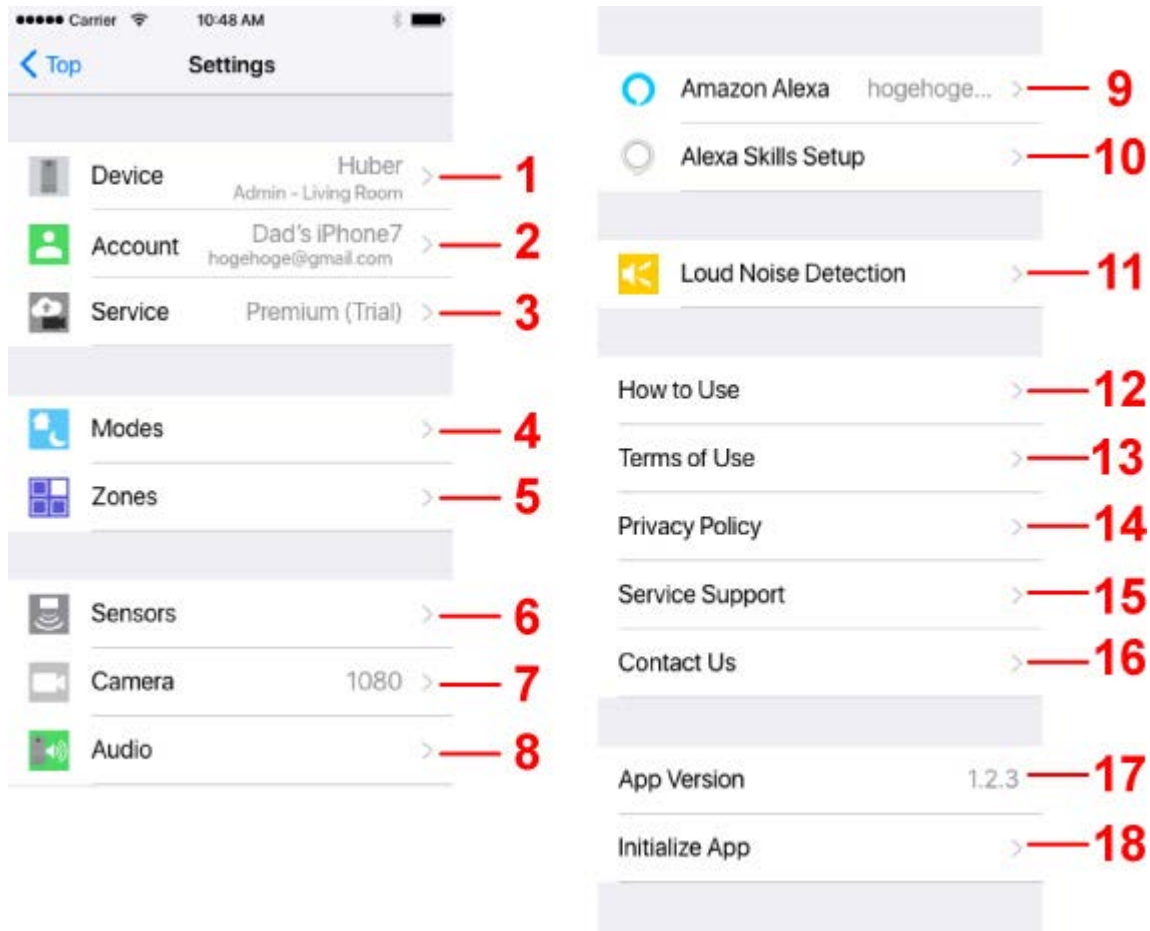 Carrier 10:48 AM
Top Settings
Device Huber 1
Admin - Living Room
Account Dad's iPhone7 2
hogehoge@gmail.com
Service Premium (Trial) 3
Modes 4
Zones 5
Sensors 6
Camera 1080 7
Audio 8
Amazon Alexa hogehoge... 9
Alexa Skills Setup 10
Loud Noise Detection 11
How to Use 12
Terms of Use 13
Privacy Policy 14
Service Support 15
Contact Us 16
App Version 1.2.3 17
Initialize App 18